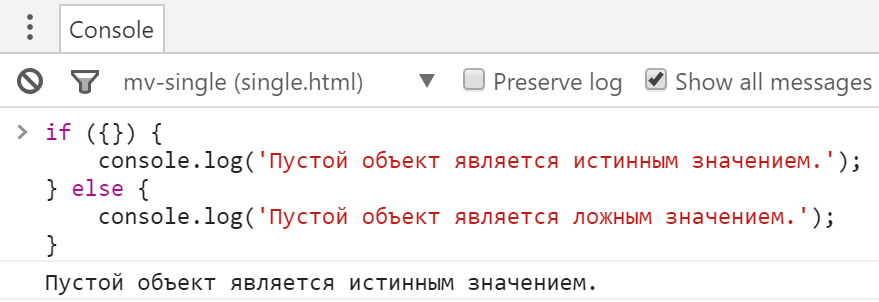 Console
mv-single (single.html) ▼ Preserve log Show all messages
> if ({}) {
console.log('Пустой объект является истинным значением.');
} else {
console.log('Пустой объект является ложным значением.');
}
Пустой объект является истинным значением.